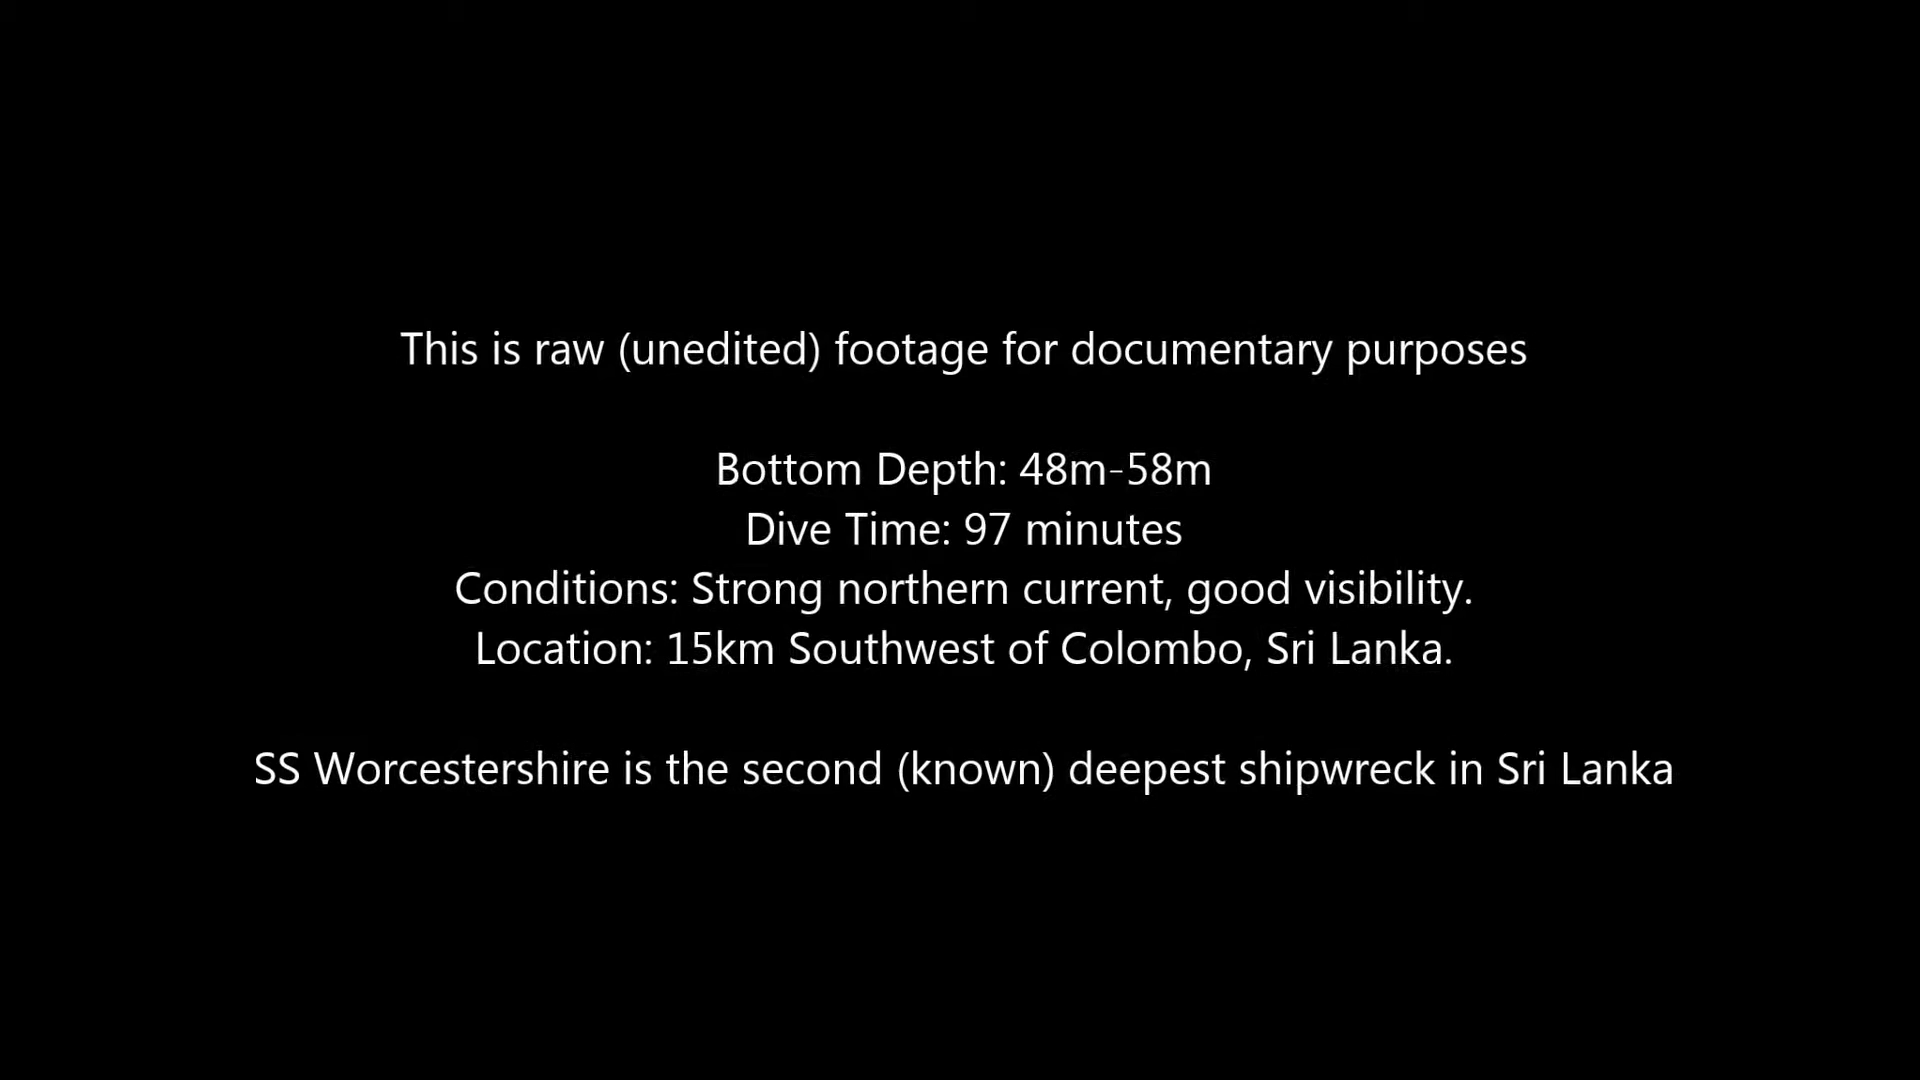 This is raw (unedited) footage for documentary purposes
Bottom Depth: 48m-58m
Dive Time: 97 minutes
Conditions: Strong northern current, good visibility.
Location: 15km Southwest of Colombo, Sri Lanka.
SS Worcestershire is the second (known) deepest shipwreck in Sri Lanka